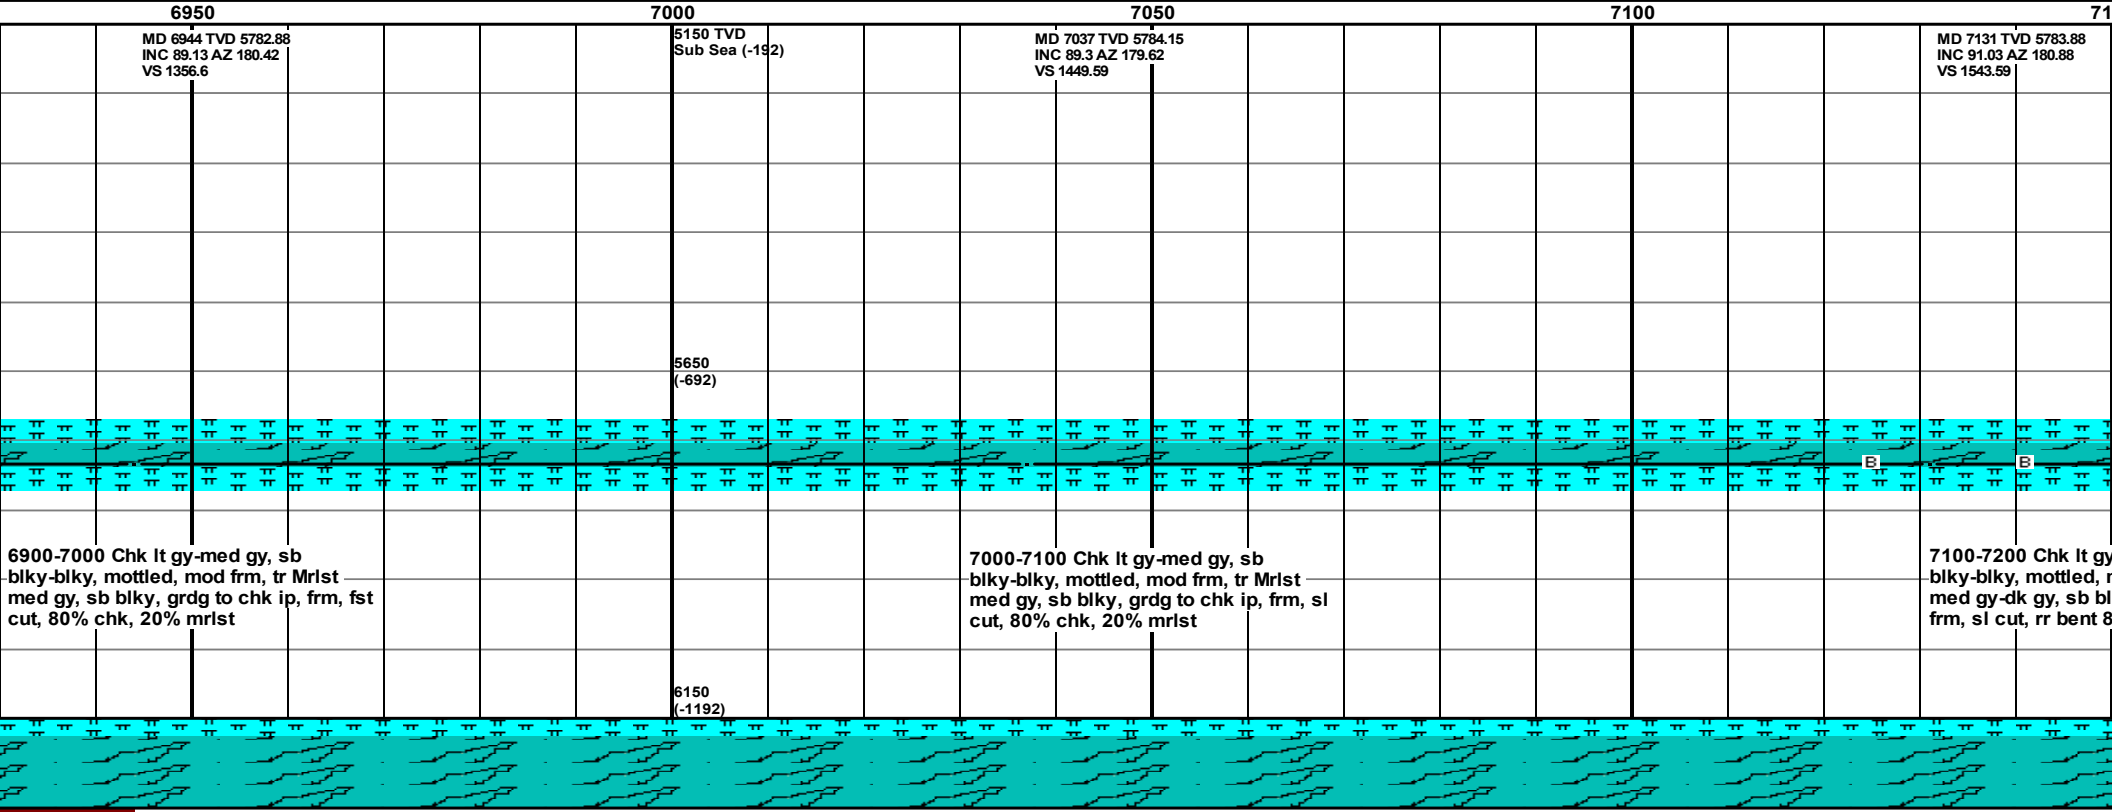 6950
7000
7050
7100
71
MD 6944 TVD 5782.88
INC 89.13 AZ 180.42
VS 1356.6
5150 TVD
Sub Sea (-192)
MD 7037 TVD 5784.15
INC 89.3 AZ 179.62
VS 1449.59
MD 7131 TVD 5783.88
INC 91.03 AZ 180.88
VS 1543.59
5650
(-692)
B
B
6900-7000 Chk lt gy-med gy, sb
blky-blky, mottled, mod frm, tr Mrlst
med gy, sb blky, grdg to chk ip, frm, fst
cut, 80% chk, 20% mrlst
7000-7100 Chk lt gy-med gy, sb
blky-blky, mottled, mod frm, tr Mrlst
med gy, sb blky, grdg to chk ip, frm, sl
cut, 80% chk, 20% mrlst
7100-7200 Chk lt gy
blky-blky, mottled,
med gy-dk gy, sb bl
frm, sl cut, rr bent 8
6150
(-1192)